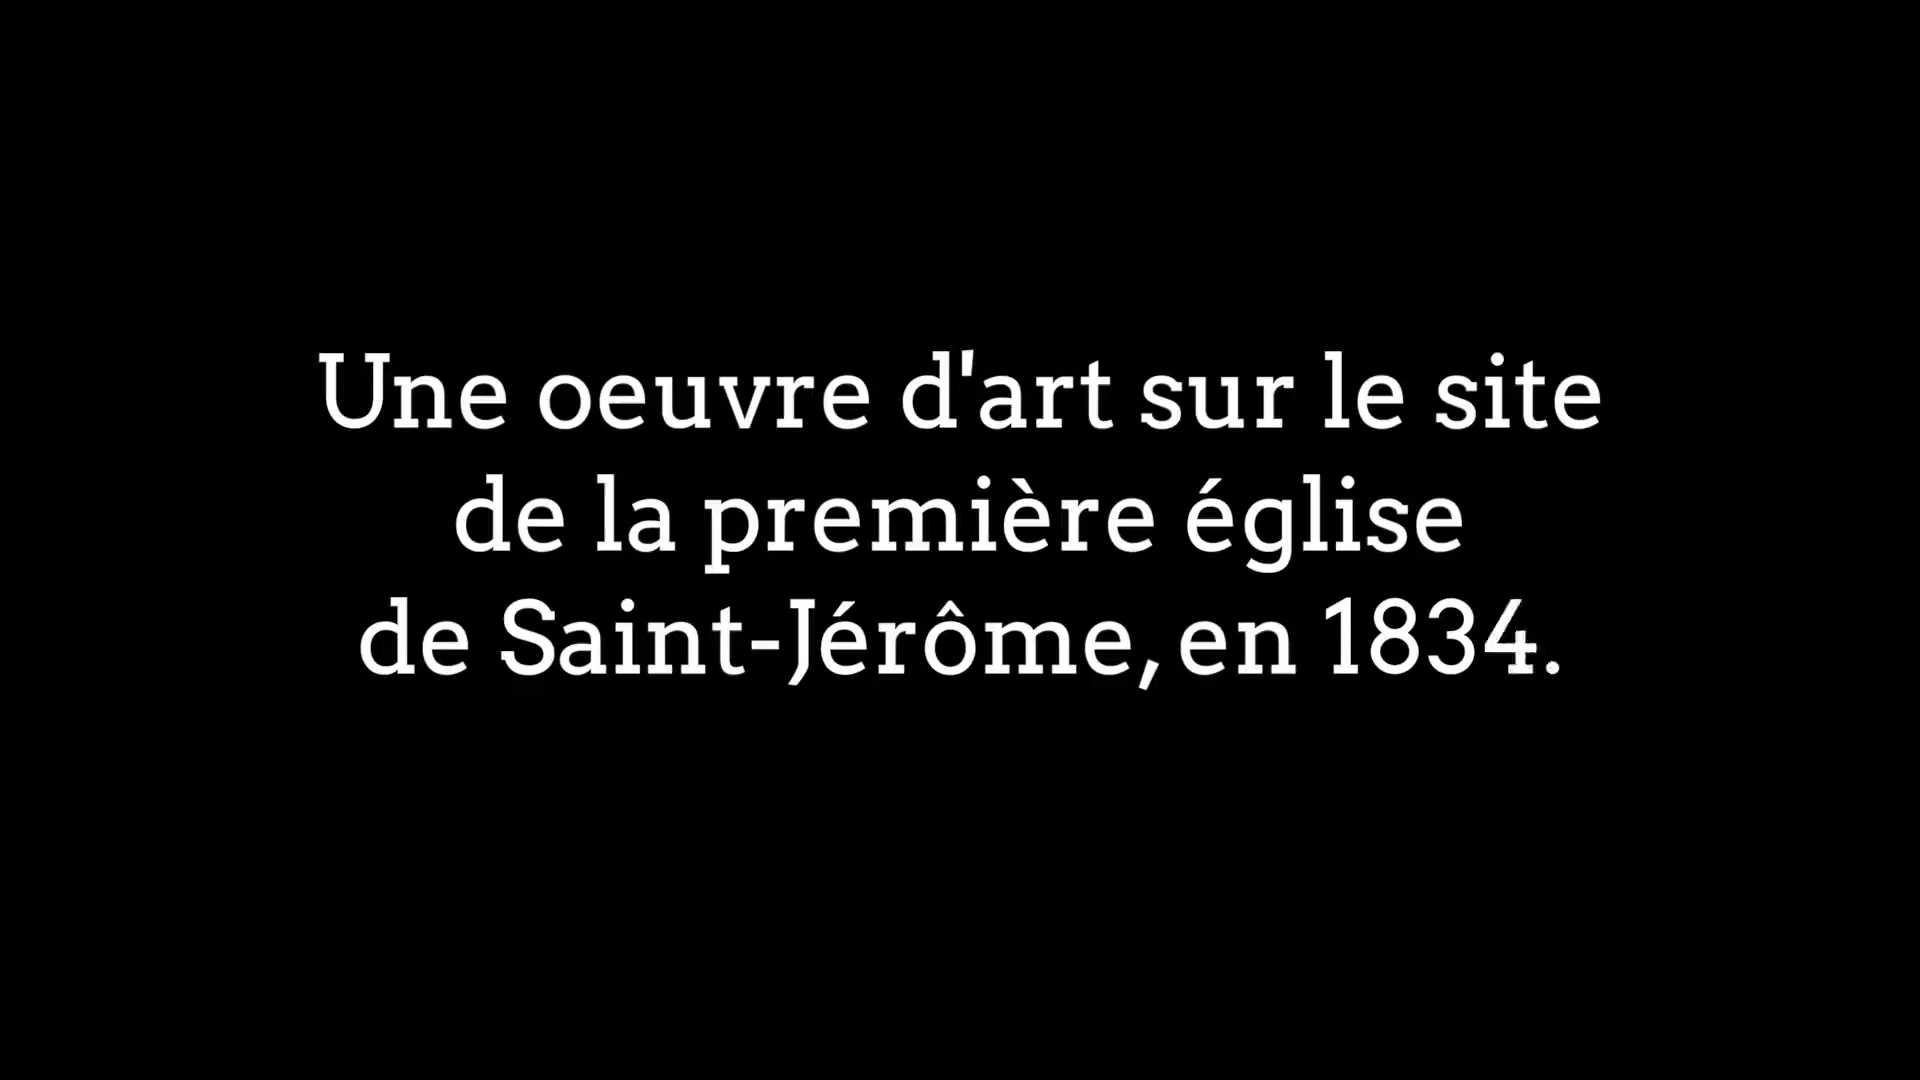 Une oeuvre d'art sur le site
de la première église
de Saint-Jérôme, en 1834.